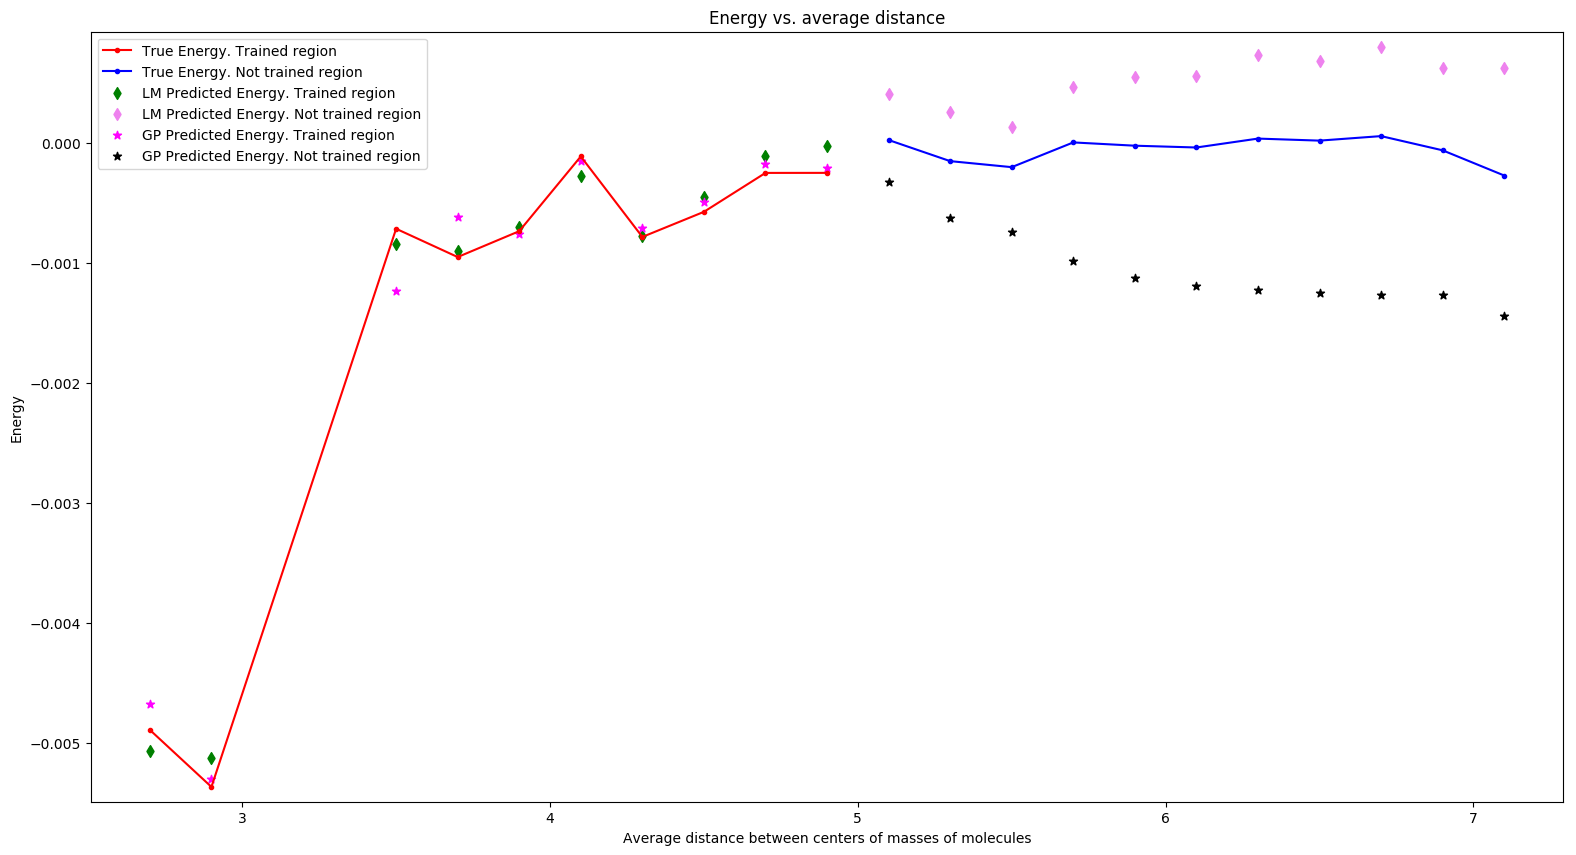 Energy vs. average distance
True Energy. Trained region
True Energy. Not trained region
LM Predicted Energy. Trained region
LM Predicted Energy. Not trained region
GP Predicted Energy. Trained region
GP Predicted Energy. Not trained region
0.000
−0.001
−0.002
−0.003
−0.004
−0.005
Energy
3 4 5 6 7
Average distance between centers of masses of molecules